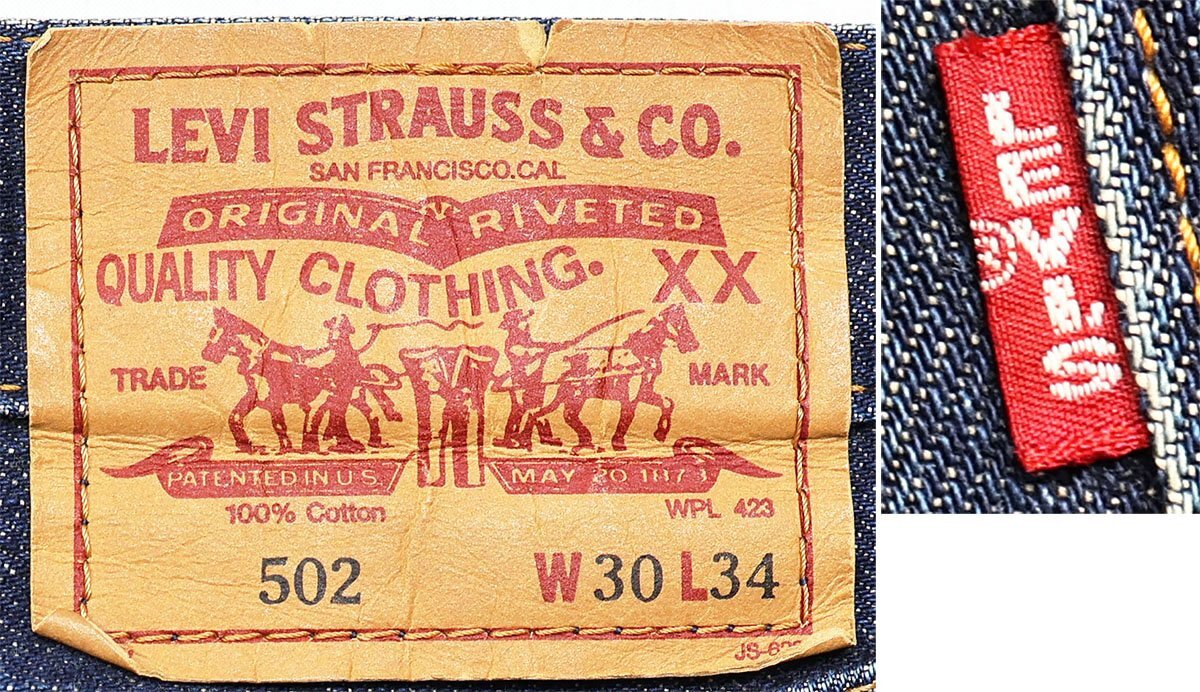 LEVI STRAUSS & CO.
SAN FRANCISCO.CAL
ORIGINAL RIVETED
QUALITY CLOTHING. XX
TRADE MARK
PATENTED IN U.S. MAY 20 1873
100% Cotton WPL 423
502 W30 L34
LEVI'S
®